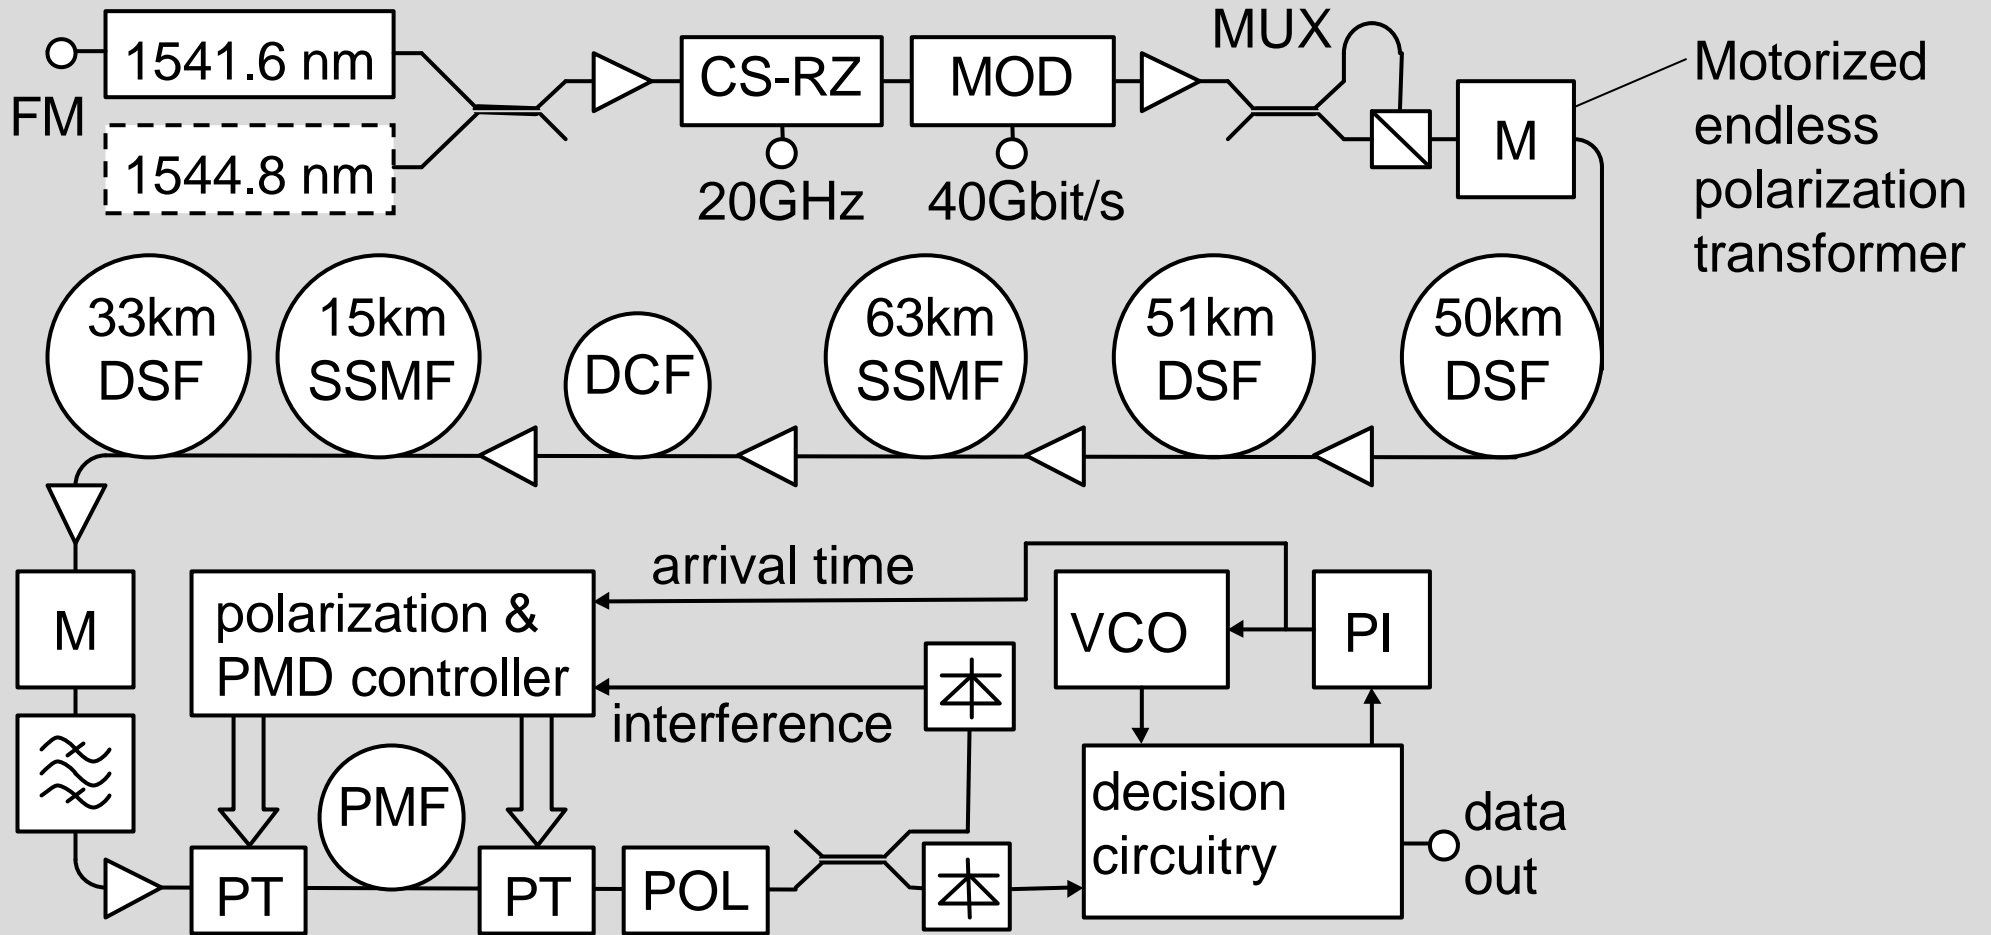 FM
1541.6 nm
1544.8 nm
CS-RZ
20GHz
MOD
40Gbit/s
MUX
M
Motorized
endless
polarization
transformer
33km
DSF
15km
SSMF
DCF
63km
SSMF
51km
DSF
50km
DSF
M
polarization &
PMD controller
arrival time
interference
VCO
PI
PMF
PT
PT
POL
decision
circuitry
data
out